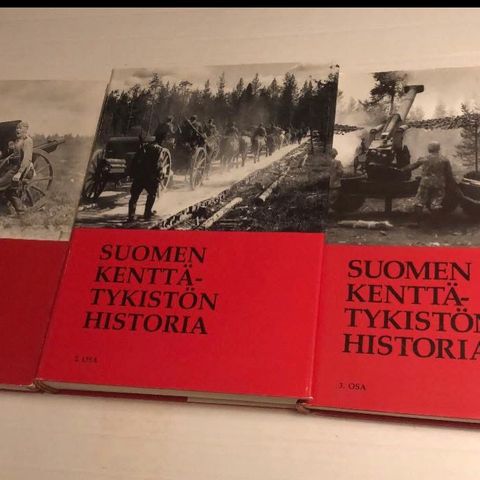 SUOMEN
KENTTÄ-
TYKISTÖN
HISTORIA
2. OSA
SUOMEN
KENTTÄ-
TYKISTÖN
HISTORIA
3. OSA